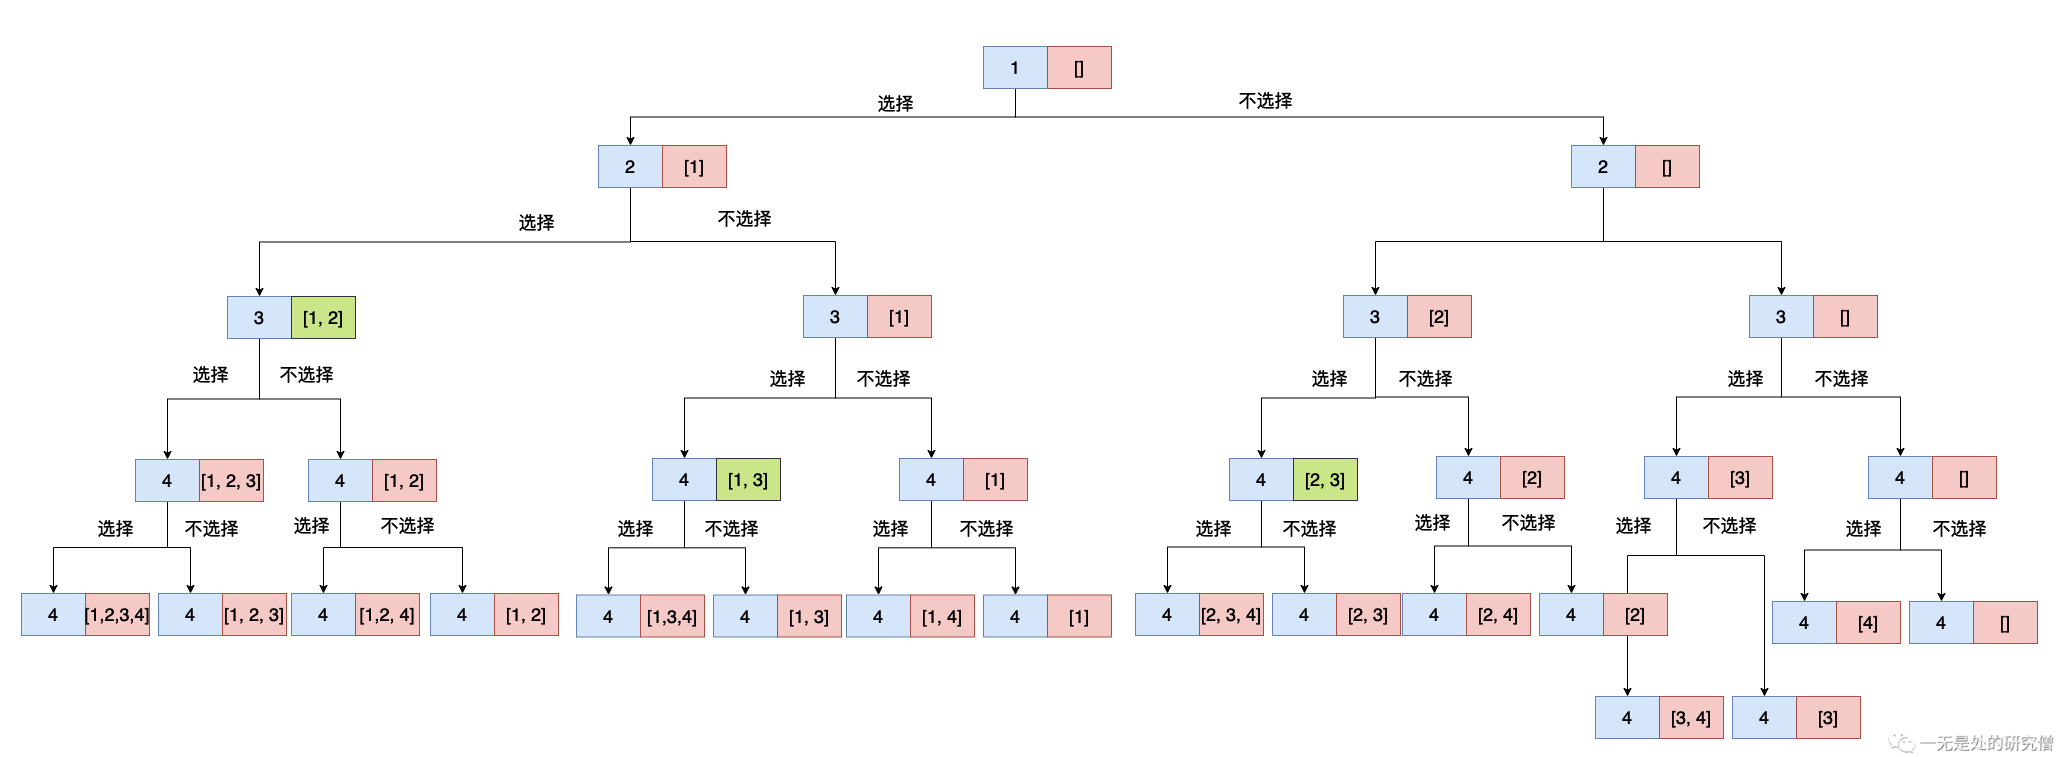 1 []
选择 不选择
2 [1] 2 []
选择 不选择
3 [1, 2] 3 [1] 3 [2] 3 []
选择 不选择 选择 不选择 选择 不选择 选择 不选择
4 [1, 2, 3] 4 [1, 2] 4 [1, 3] 4 [1] 4 [2, 3] 4 [2] 4 [3] 4 []
选择 不选择 选择 不选择 选择 不选择 选择 不选择 选择 不选择 选择 不选择 选择 不选择 选择 不选择
4 [1,2,3,4] 4 [1, 2, 3] 4 [1,2, 4] 4 [1, 2] 4 [1,3,4] 4 [1, 3] 4 [1, 4] 4 [1] 4 [2, 3, 4] 4 [2, 3] 4 [2, 4] 4 [2] 4 [4] 4 []
4 [3, 4] 4 [3]
一无是处的研究僧